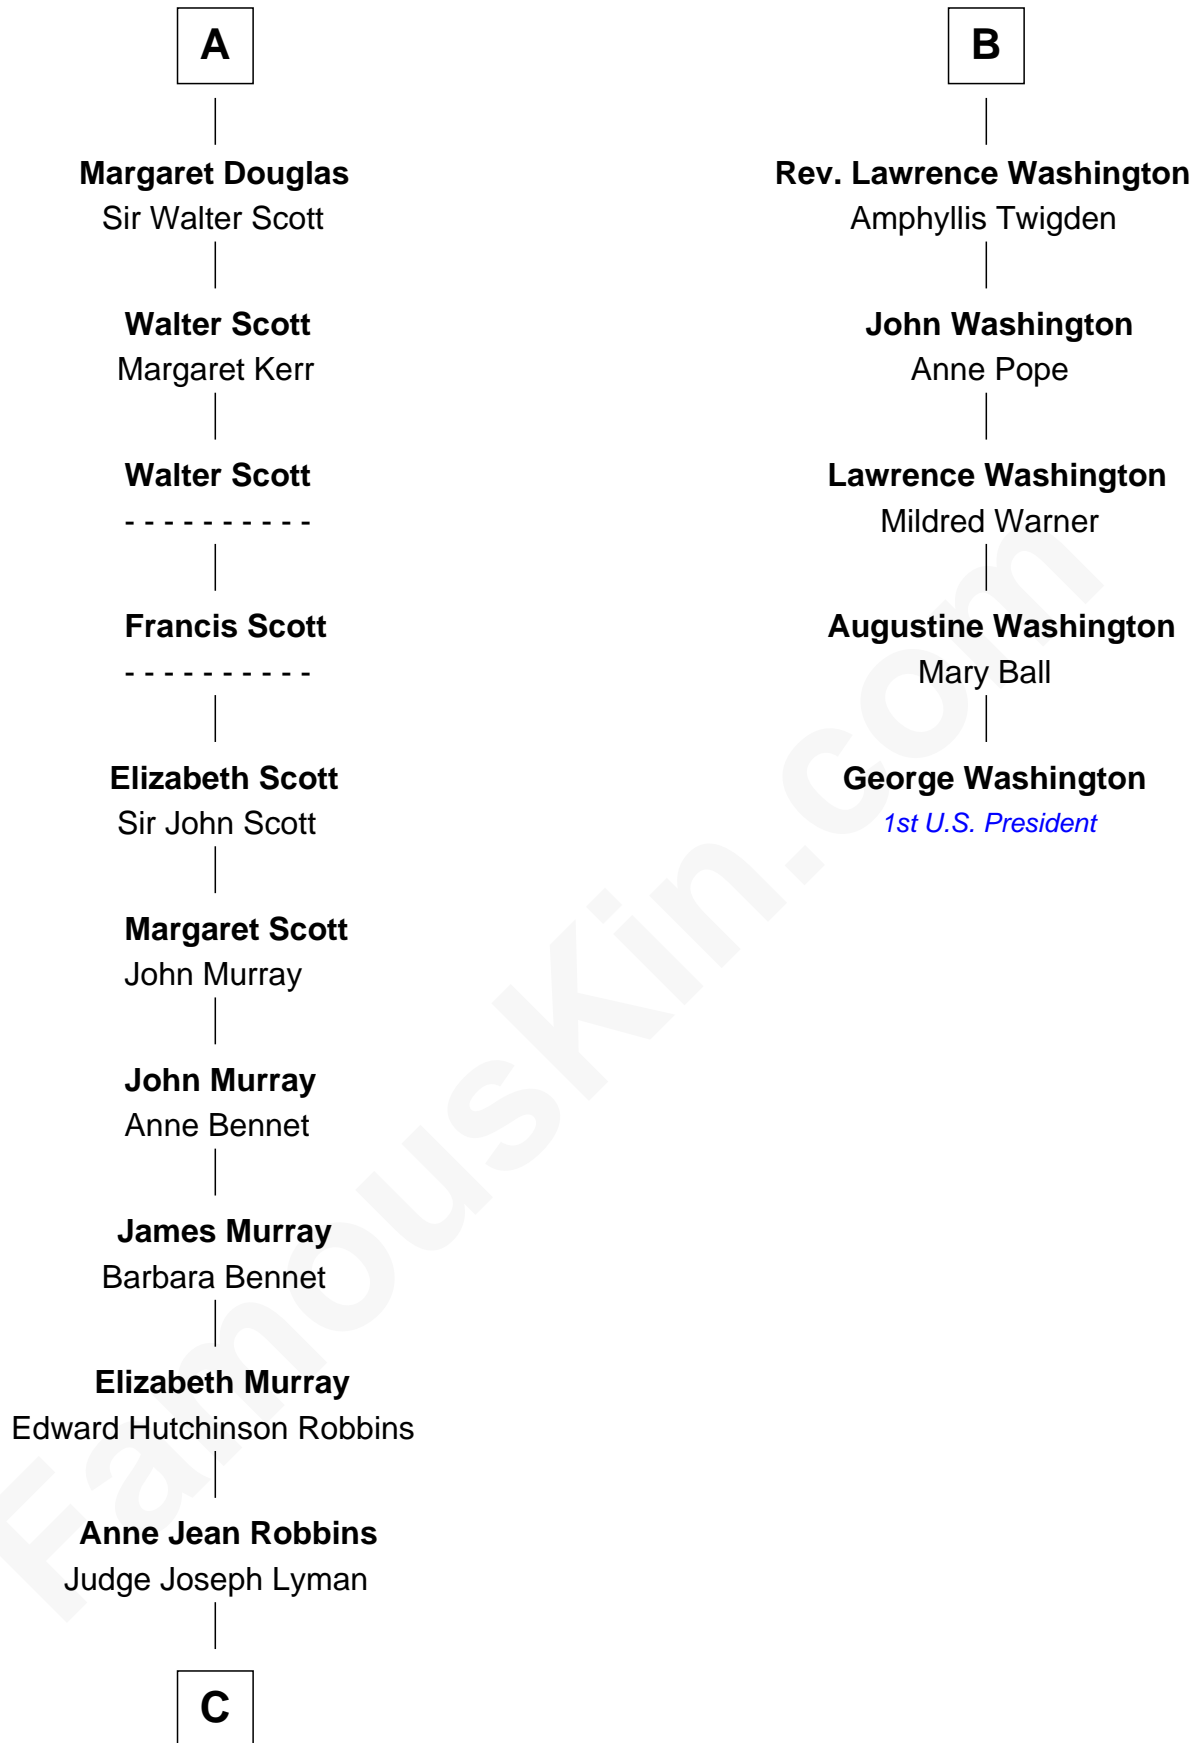 A
Margaret Douglas
Sir Walter Scott
Walter Scott
Margaret Kerr
Walter Scott
- - - - - - - - - -
Francis Scott
- - - - - - - - - -
Elizabeth Scott
Sir John Scott
Margaret Scott
John Murray
John Murray
Anne Bennet
James Murray
Barbara Bennet
Elizabeth Murray
Edward Hutchinson Robbins
Anne Jean Robbins
Judge Joseph Lyman
C
B
Rev. Lawrence Washington
Amphyllis Twigden
John Washington
Anne Pope
Lawrence Washington
Mildred Warner
Augustine Washington
Mary Ball
George Washington
1st U.S. President
FamousKin.com